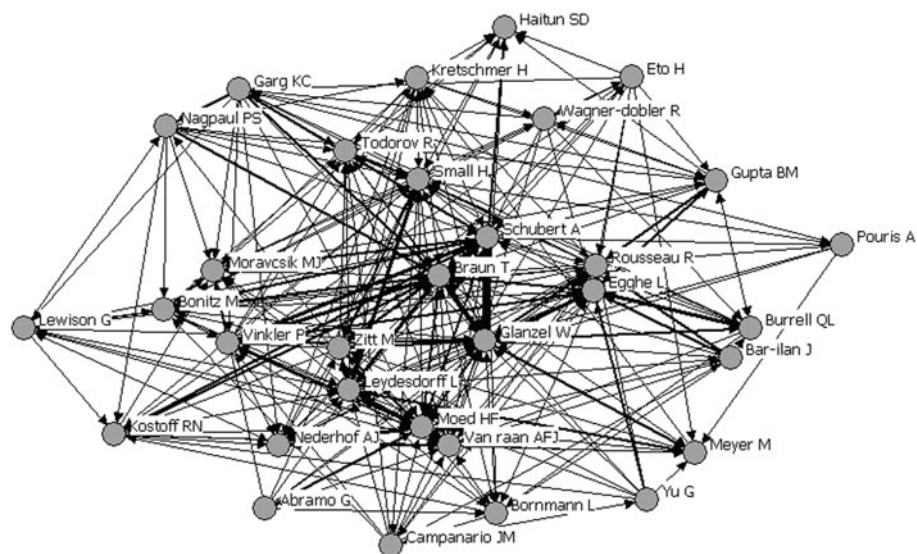 Haitun SD
Kretschmer H
Eto H
Garg KC
Wagner-dobler R
Nagpaul PS
Todorov R
Small H
Gupta BM
Schubert A
Pouris A
Moravcsik MJ
Braun T
Rousseau R
Egghe L
Bonitz M
Lewison G
Vinkler P
Zitt M
Glanzel W
Burrell QL
Bar-ilan J
Leydesdorff L
Kostoff RN
Nederhof AJ
Moed HF
Van raan AFJ
Meyer M
Abramo G
Bornmann L
Yu G
Campanario JM